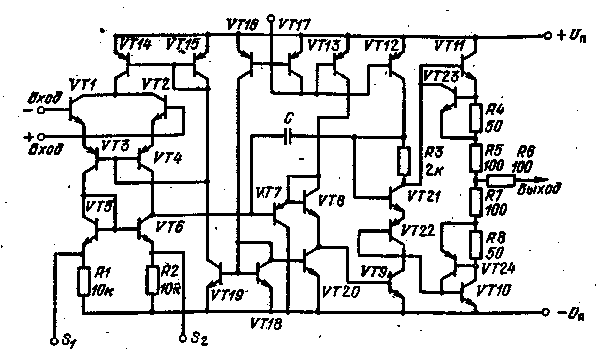 VT16 VT17
VT14 VT15 VT13 VT12 VT11 + Uп
VT23
VT1 VT2
- Вход
+ Вход
C
R4
50
VT3 VT4
R3
2к
R5
100
R6
100
Выход
VT5 VT6 VT7 VT8 VT21
R7
100
VT22
R8
50
R1
10к
R2
10к
VT19 VT18 VT20 VT9 VT24
VT10
- Uп
S1 S2